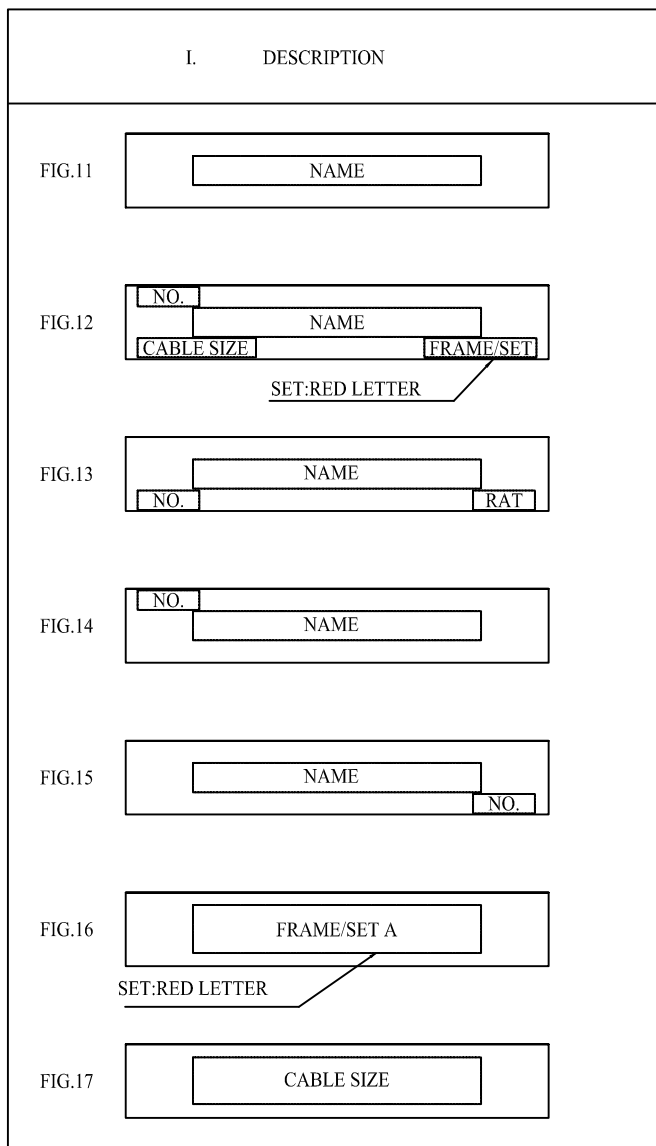 I. DESCRIPTION
FIG.11
NAME
FIG.12
NO.
NAME
CABLE SIZE
FRAME/SET
SET:RED LETTER
FIG.13
NAME
NO.
RAT
FIG.14
NO.
NAME
FIG.15
NAME
NO.
FIG.16
FRAME/SET A
SET:RED LETTER
FIG.17
CABLE SIZE